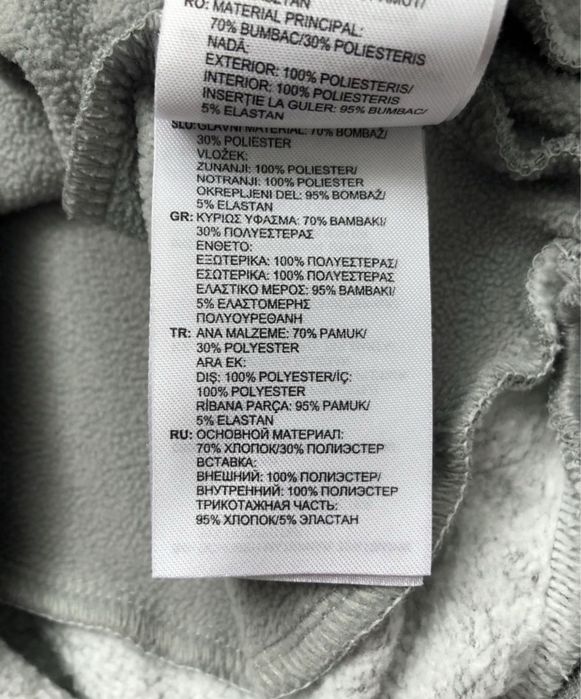 RO: MATERIAL PRINCIPAL:
70% BUMBAC/30% POLIESTERIS
NADĂ:
EXTERIOR: 100% POLIESTERIS/
INTERIOR: 100% POLIESTERIS
INSERŢIE LA GULER: 95% BUMBAC/
5% ELASTAN
SLO: GLAVNI MATERIAL: 70% BOMBAŽ/
30% POLIESTER
VLOŽEK:
ZUNANJI: 100% POLIESTER/
NOTRANJI: 100% POLIESTER
OKREPLJENI DEL: 95% BOMBAŽ/
5% ELASTAN
GR: ΚΥΡΙΩΣ ΥΦΑΣΜΑ: 70% ΒΑΜΒΑΚΙ/
30% ΠΟΛΥΕΣΤΕΡΑΣ
ΕΝΘΕΤΟ:
ΕΞΩΤΕΡΙΚΑ: 100% ΠΟΛΥΕΣΤΕΡΑΣ/
ΕΣΩΤΕΡΙΚΑ: 100% ΠΟΛΥΕΣΤΕΡΑΣ
ΕΛΑΣΤΙΚΟ ΜΕΡΟΣ: 95% ΒΑΜΒΑΚΙ/
5% ΕΛΑΣΤΟΜΕΡΗΣ
ΠΟΛΥΟΥΡΕΘΑΝΗ
TR: ANA MALZEME: 70% PAMUK/
30% POLYESTER
ARA EK:
DIŞ: 100% POLYESTER/İÇ:
100% POLYESTER
RİBANA PARÇA: 95% PAMUK/
5% ELASTAN
RU: ОСНОВНОЙ МАТЕРИАЛ:
70% ХЛОПОК/30% ПОЛИЭСТЕР
ВСТАВКА:
ВНЕШНИЙ: 100% ПОЛИЭСТЕР/
ВНУТРЕННИЙ: 100% ПОЛИЭСТЕР
ТРИКОТАЖНАЯ ЧАСТЬ:
95% ХЛОПОК/5% ЭЛАСТАН